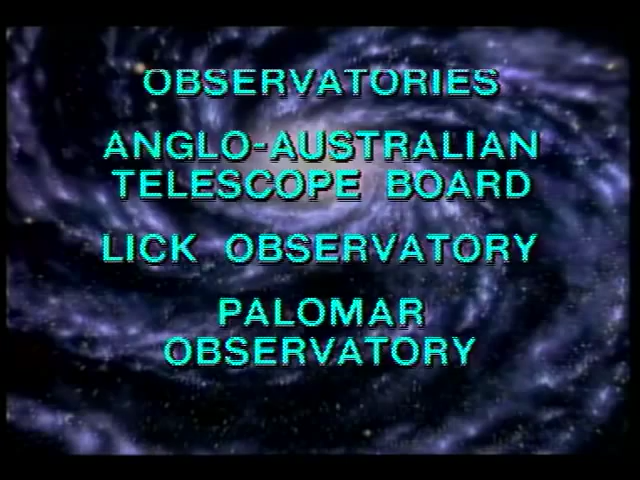 OBSERVATORIES
ANGLO-AUSTRALIAN
TELESCOPE BOARD
LICK OBSERVATORY
PALOMAR
OBSERVATORY